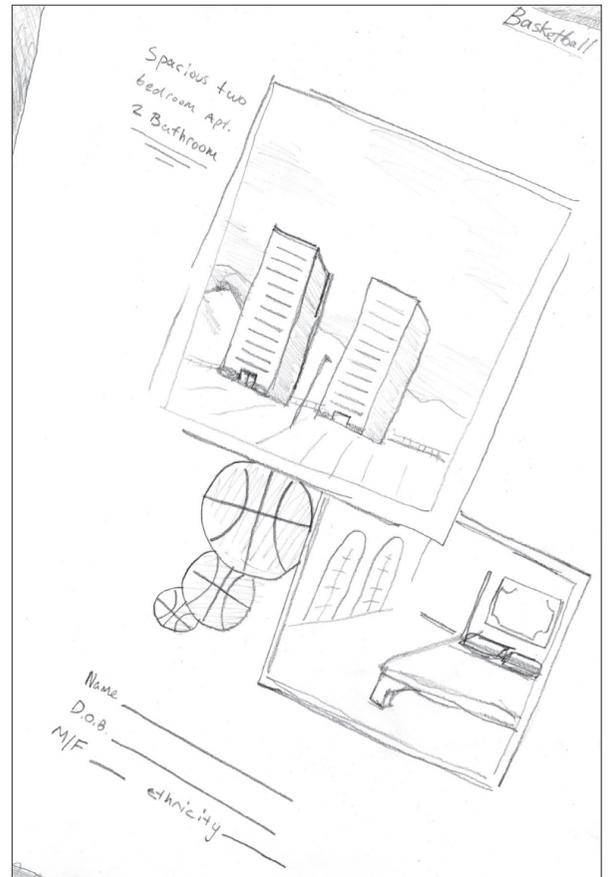 Basketball
Spacious two
bedroom Apt.
2 Bathroom
Name
D.O.B.
M/F
ethnicity